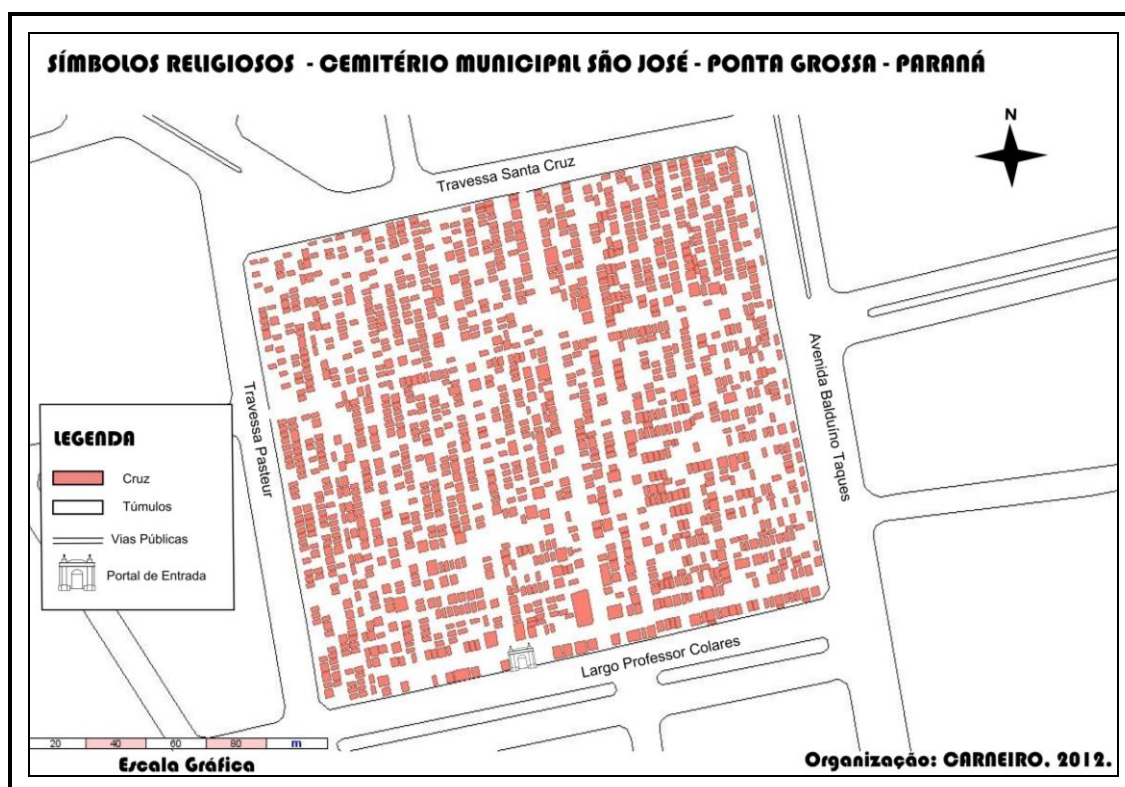 SÍMBOLOS RELIGIOSOS - CEMITÉRIO MUNICIPAL SÃO JOSÉ - PONTA GROSSA - PARANÁ
N
Travessa Santa Cruz
Avenida Balduíno Taques
Travessa Pasteur
LEGENDA
Cruz
Túmulos
Vias Públicas
Portal de Entrada
Largo Professor Colares
20 40 60 80 m
Escala Gráfica
Organização: CARNEIRO, 2012.